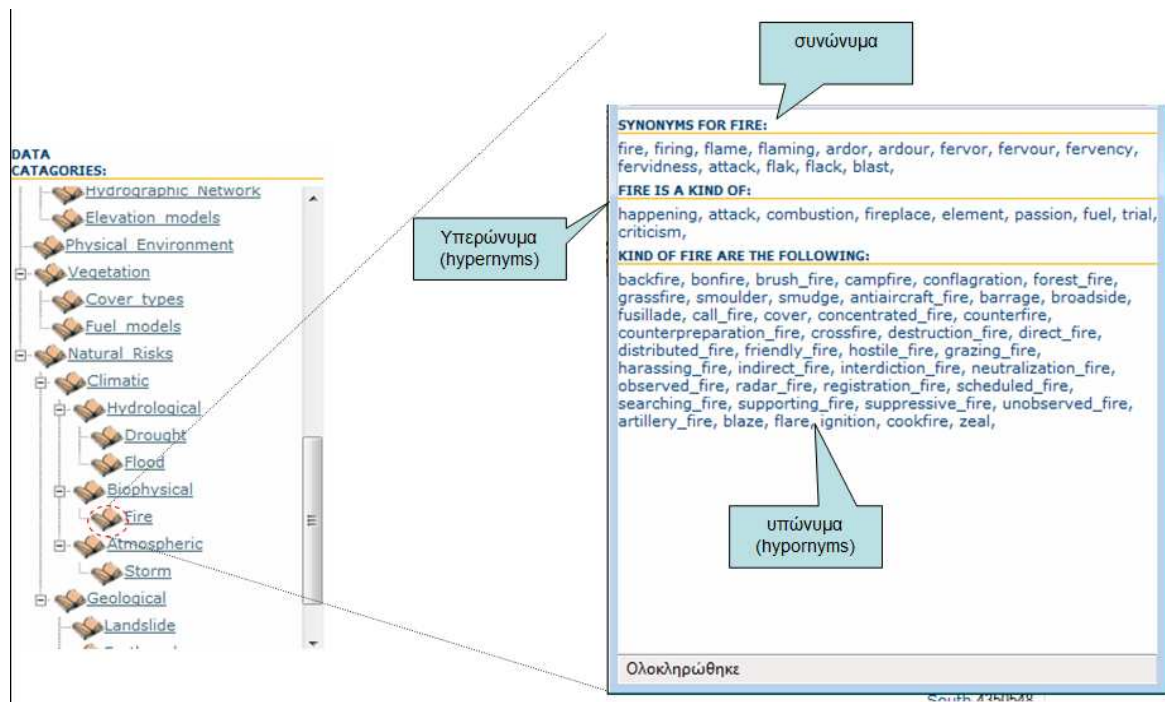 συνώνυμα
DATA
CATAGORIES:
Hydrographic Network
Elevation models
Physical Environment
Vegetation
Cover types
Fuel models
Natural Risks
Climatic
Hydrological
Drought
Flood
Biophysical
Fire
Atmospheric
Storm
Geological
Landslide
Υπερώνυμα
(hypernyms)
SYNONYMS FOR FIRE:
fire, firing, flame, flaming, ardor, ardour, fervor, fervour, fervency,
fervidness, attack, flak, flack, blast,
FIRE IS A KIND OF:
happening, attack, combustion, fireplace, element, passion, fuel, trial,
criticism,
KIND OF FIRE ARE THE FOLLOWING:
backfire, bonfire, brush_fire, campfire, conflagration, forest_fire,
grassfire, smoulder, smudge, antiaircraft_fire, barrage, broadside,
fusillade, call_fire, cover, concentrated_fire, counterfire,
counterpreparation_fire, crossfire, destruction_fire, direct_fire,
distributed_fire, friendly_fire, hostile_fire, grazing_fire,
harassing_fire, indirect_fire, interdiction_fire, neutralization_fire,
observed_fire, radar_fire, registration_fire, scheduled_fire,
searching_fire, supporting_fire, suppressive_fire, unobserved_fire,
artillery_fire, blaze, flare, ignition, cookfire, zeal,
υπώνυμα
(hypornyms)
Ολοκληρώθηκε
South